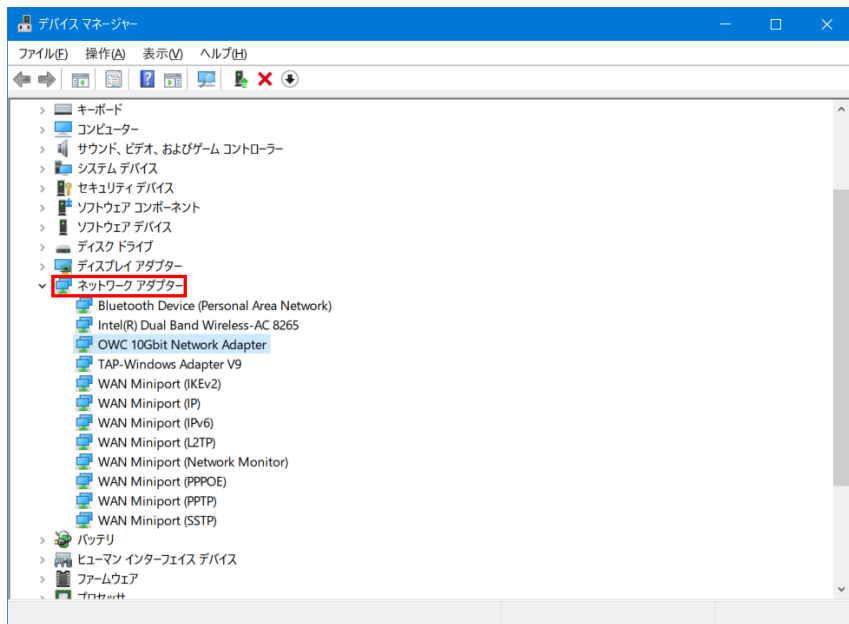 デバイス マネージャー
ファイル(F) 操作(A) 表示(V) ヘルプ(H)
キーボード
コンピューター
サウンド、ビデオ、およびゲーム コントローラー
システム デバイス
セキュリティ デバイス
ソフトウェア コンポーネント
ソフトウェア デバイス
ディスク ドライブ
ディスプレイ アダプター
ネットワーク アダプター
Bluetooth Device (Personal Area Network)
Intel(R) Dual Band Wireless-AC 8265
OWC 10Gbit Network Adapter
TAP-Windows Adapter V9
WAN Miniport (IKEv2)
WAN Miniport (IP)
WAN Miniport (IPv6)
WAN Miniport (L2TP)
WAN Miniport (Network Monitor)
WAN Miniport (PPPOE)
WAN Miniport (PPTP)
WAN Miniport (SSTP)
バッテリ
ヒューマン インターフェイス デバイス
ファームウェア
プロセッサ